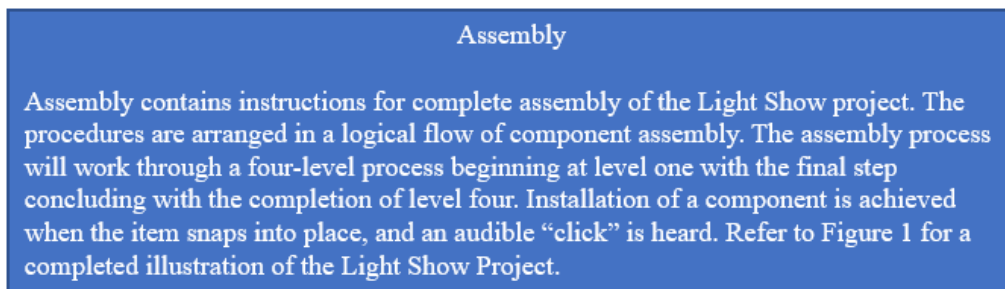 Assembly
Assembly contains instructions for complete assembly of the Light Show project. The
procedures are arranged in a logical flow of component assembly. The assembly process
will work through a four-level process beginning at level one with the final step
concluding with the completion of level four. Installation of a component is achieved
when the item snaps into place, and an audible “click” is heard. Refer to Figure 1 for a
completed illustration of the Light Show Project.